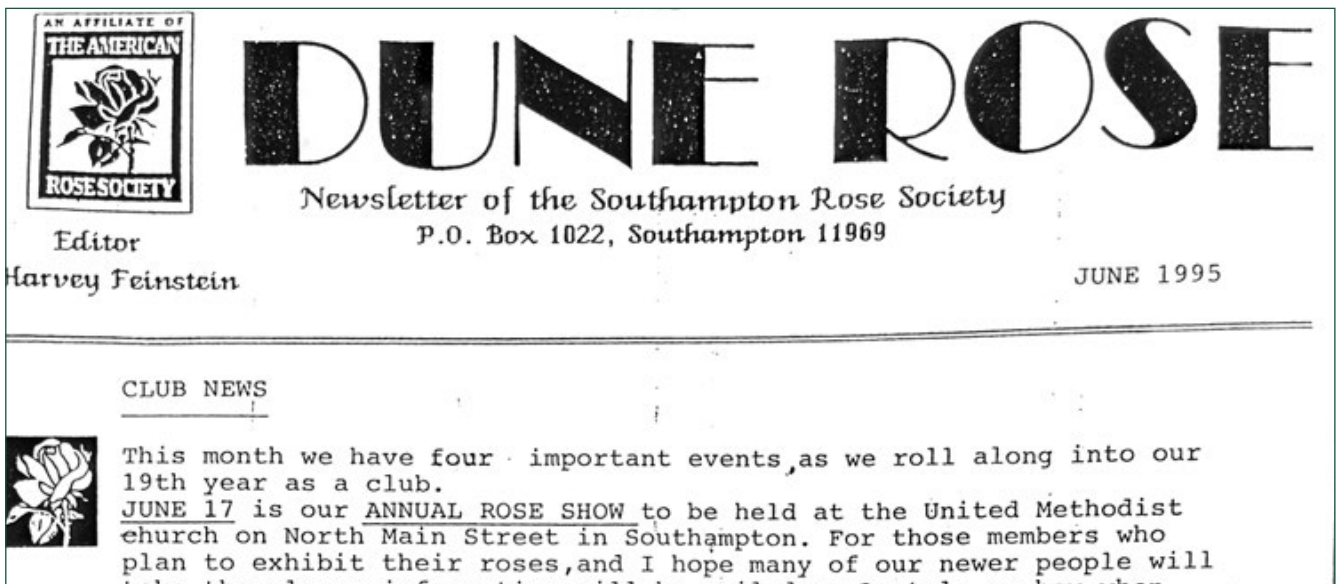 AN AFFILIATE OF
THE AMERICAN
ROSE SOCIETY
DUNE ROSE
Newsletter of the Southampton Rose Society
P.O. Box 1022, Southampton 11969
Editor
Harvey Feinstein
JUNE 1995
CLUB NEWS
This month we have four important events,as we roll along into our
19th year as a club.
JUNE 17 is our ANNUAL ROSE SHOW to be held at the United Methodist
church on North Main Street in Southampton. For those members who
plan to exhibit their roses,and I hope many of our newer people will